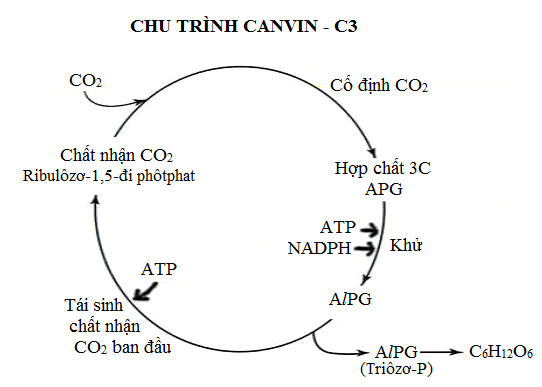 CHU TRÌNH CANVIN - C3
CO2
Cố định CO2
Chất nhận CO2
Ribulôzơ-1,5-đi phôtphat
Hợp chất 3C
APG
ATP
NADPH
Khử
AlPG
ATP
Tái sinh
chất nhận
CO2 ban đầu
AlPG
(Triôzơ-P)
C6H12O6